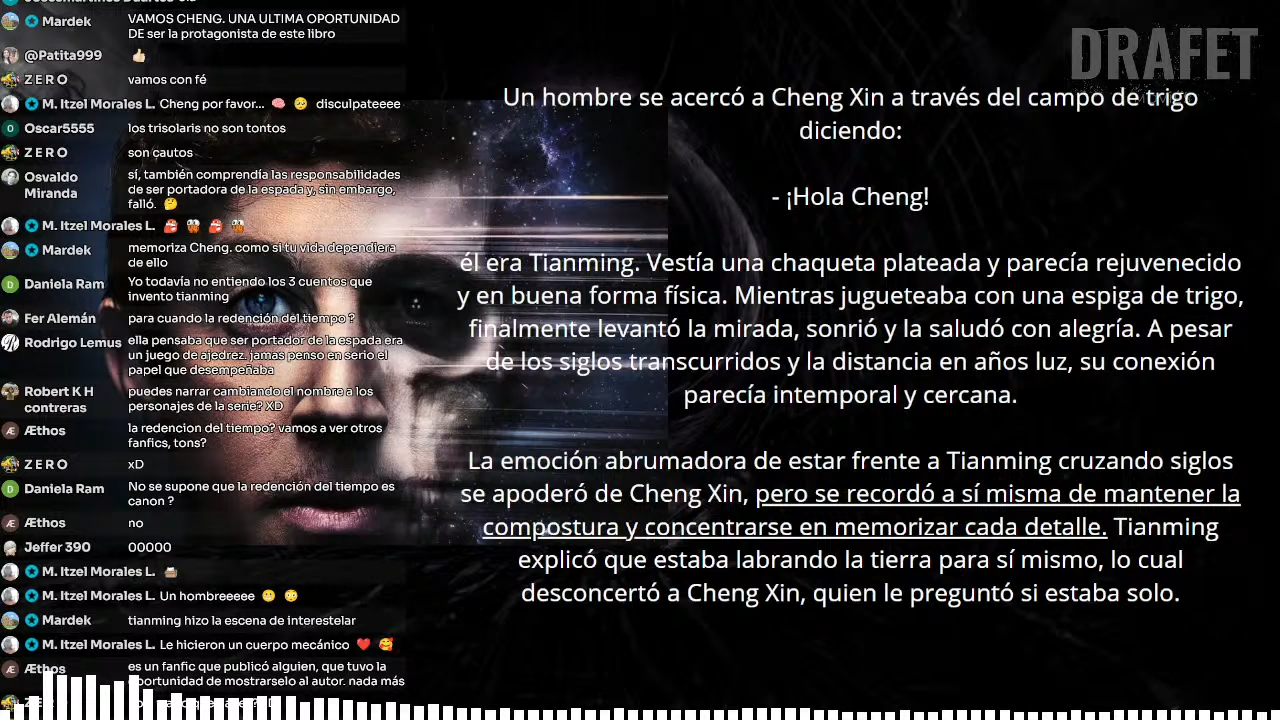 Mardek
VAMOS CHENG. UNA ULTIMA OPORTUNIDAD
DE ser la protagonista de este libro
@Patita999 👍🏻
Z E R O vamos con fé
M. Itzel Morales L. Cheng por favor... 🧠 🥺 disculpateeee
Oscar5555 los trisolaris no son tontos
Z E R O son cautos
Osvaldo Miranda
sí, también comprendía las responsabilidades
de ser portadora de la espada y, sin embargo,
falló. 🤔
M. Itzel Morales L.
Mardek
memoriza Cheng. como si tu vida dependiera
de ello
Daniela Ram
Yo todavía no entiendo los 3 cuentos que
invento tianming
Fer Alemán para cuando la redención del tiempo ?
Rodrigo Lemus
ella pensaba que ser portador de la espada era
un juego de ajedrez. jamas penso en serio el
papel que desempeñaba
Robert K H contreras
puedes narrar cambiando el nombre a los
personajes de la serie? XD
Æthos
la redencion del tiempo? vamos a ver otros
fanfics, tons?
Z E R O xD
Daniela Ram
No se supone que la redención del tiempo es
canon ?
Æthos no
Jeffer 390 00000
M. Itzel Morales L.
M. Itzel Morales L. Un hombreeeee 😬 😳
Mardek tianming hizo la escena de interestelar
M. Itzel Morales L. Le hicieron un cuerpo mecánico ❤️ 🥰
Æthos
es un fanfic que publicó alguien, que tuvo la
oportunidad de mostrarselo al autor. nada más
DRAFET
Un hombre se acercó a Cheng Xin a través del campo de trigo
diciendo:
- ¡Hola Cheng!
él era Tianming. Vestía una chaqueta plateada y parecía rejuvenecido
y en buena forma física. Mientras jugueteaba con una espiga de trigo,
finalmente levantó la mirada, sonrió y la saludó con alegría. A pesar
de los siglos transcurridos y la distancia en años luz, su conexión
parecía intemporal y cercana.
La emoción abrumadora de estar frente a Tianming cruzando siglos
se apoderó de Cheng Xin, pero se recordó a sí misma de mantener la
compostura y concentrarse en memorizar cada detalle. Tianming
explicó que estaba labrando la tierra para sí mismo, lo cual
desconcertó a Cheng Xin, quien le preguntó si estaba solo.